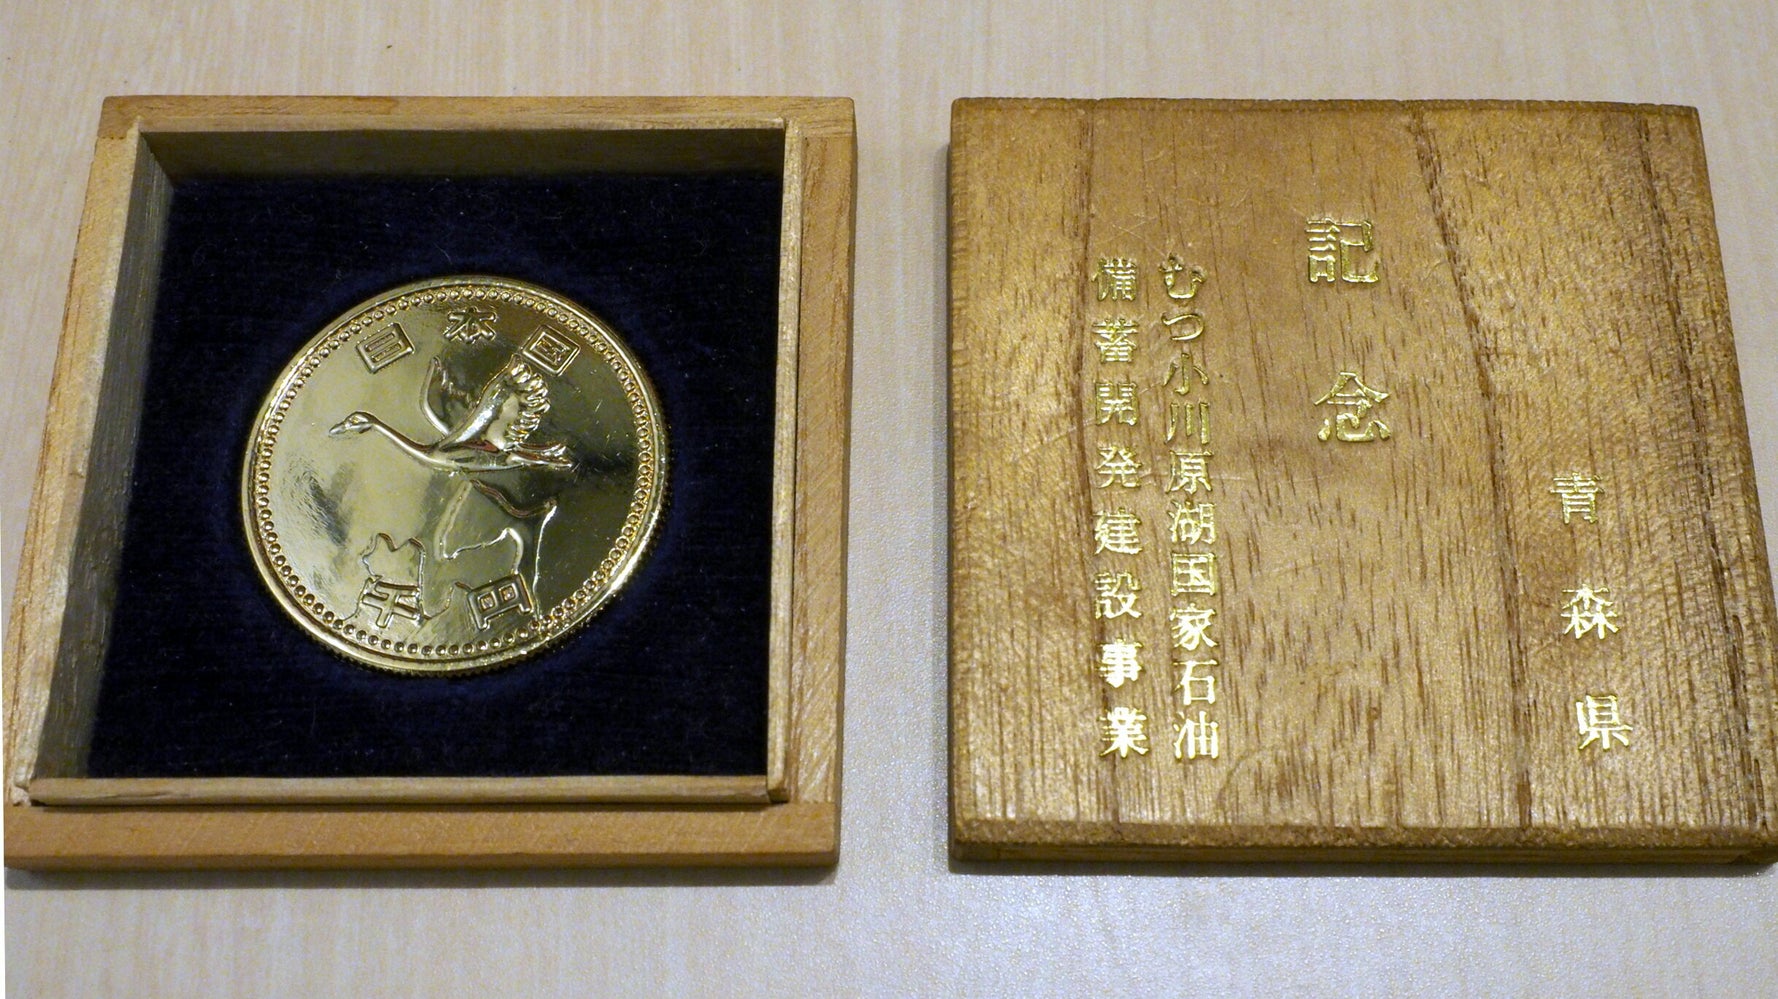 日本国
千円
記念
むつ小川原湖国家石油
備蓄開発建設事業
青森県